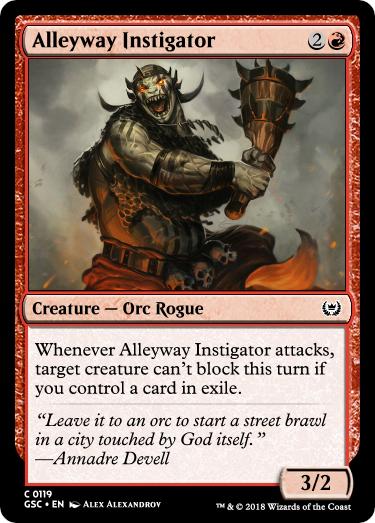 Alleyway Instigator 2
Creature — Orc Rogue
Whenever Alleyway Instigator attacks,
target creature can't block this turn if
you control a card in exile.
“Leave it to an orc to start a street brawl
in a city touched by God itself.”
—Annadre Devell
3/2
C 0119
GSC • EN Alex Alexandrov
™ & © 2018 Wizards of the Coast